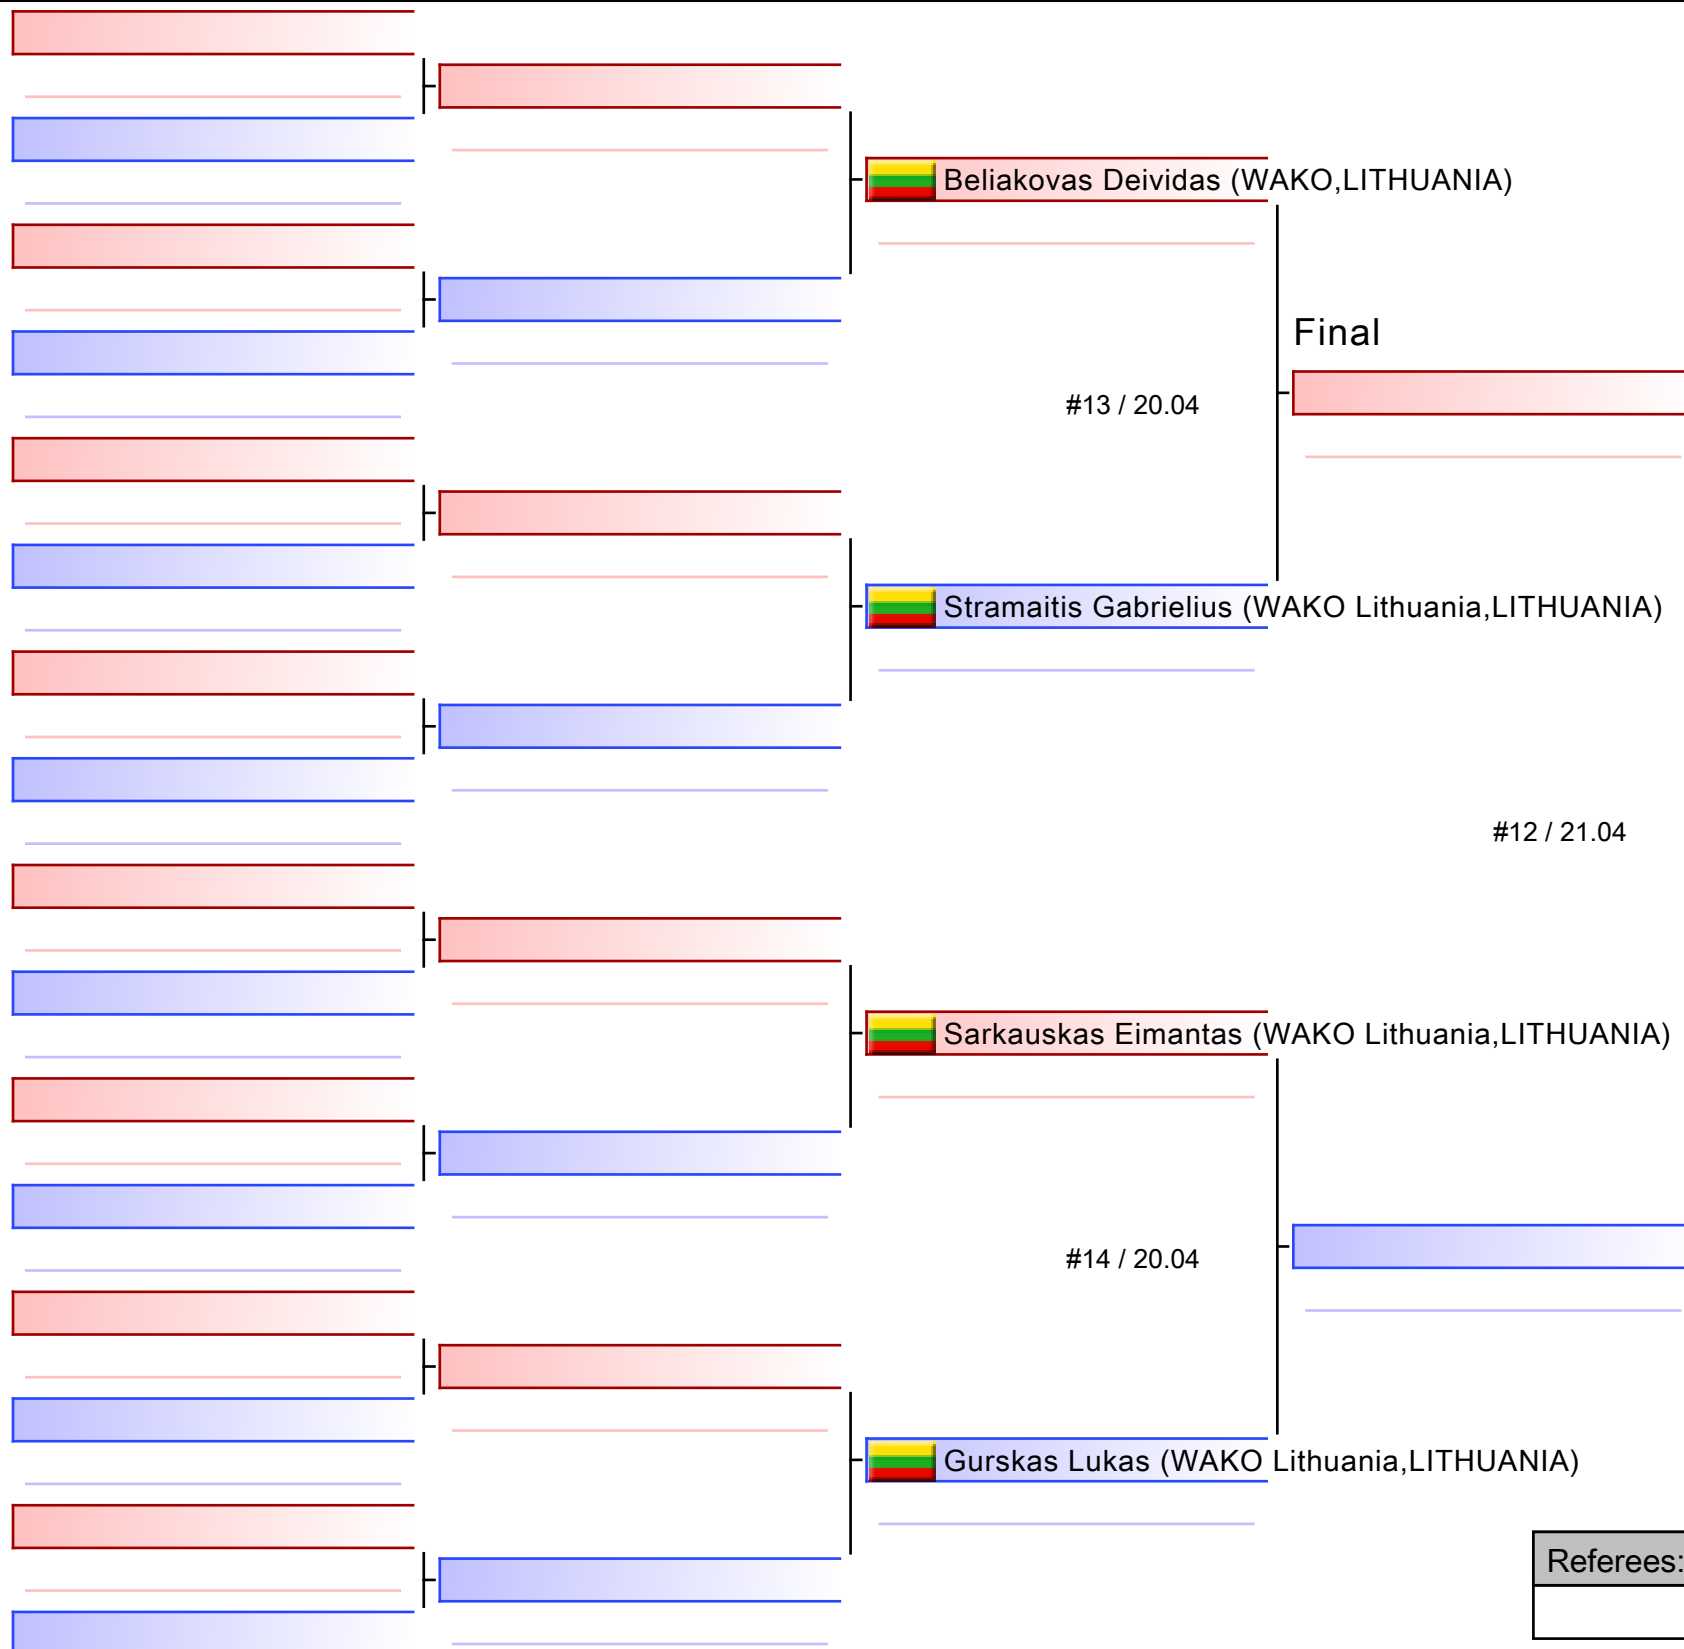 Beliakovas Deividas (WAKO,LITHUANIA)
Final
#13 / 20.04
Stramaitis Gabrielius (WAKO Lithuania,LITHUANIA)
#12 / 21.04
Sarkauskas Eimantas (WAKO Lithuania,LITHUANIA)
#14 / 20.04
Gurskas Lukas (WAKO Lithuania,LITHUANIA)
Referees: